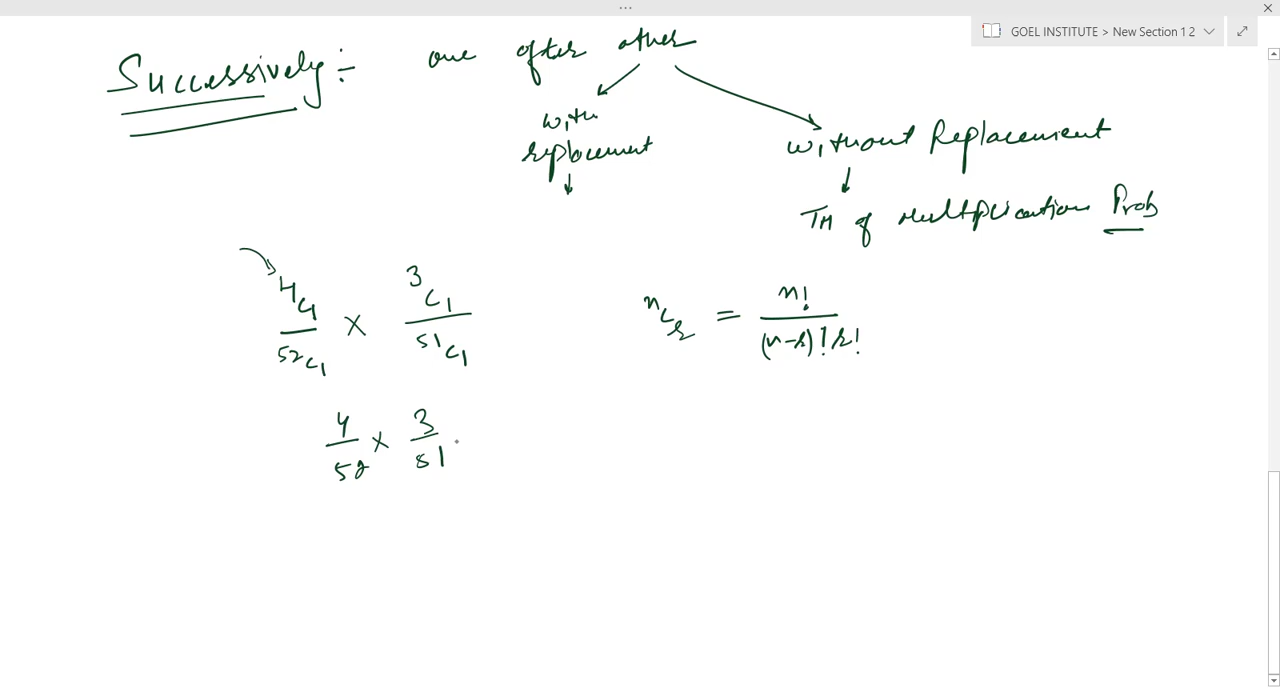 GOEL INSTITUTE > New Section 1 2
Successively :- one after other
with replacement
without Replacement
TH of Multiplication Prob
4C1/52C1 × 3C1/51C1
nCr = n!/(n-r)!r!
4/52 × 3/51